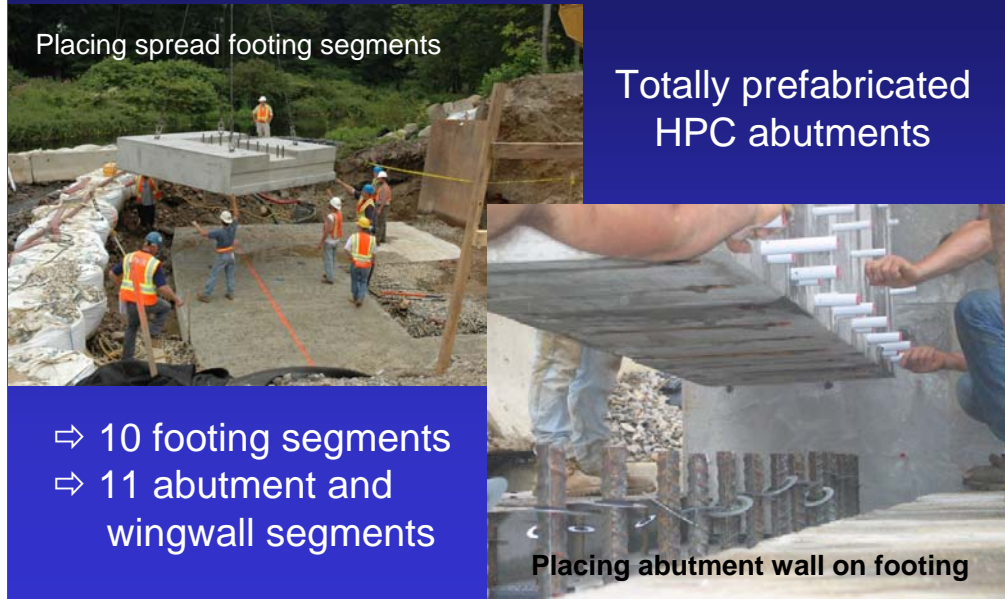 Placing spread footing segments
Totally prefabricated
HPC abutments
⇨ 10 footing segments
⇨ 11 abutment and
wingwall segments
Placing abutment wall on footing